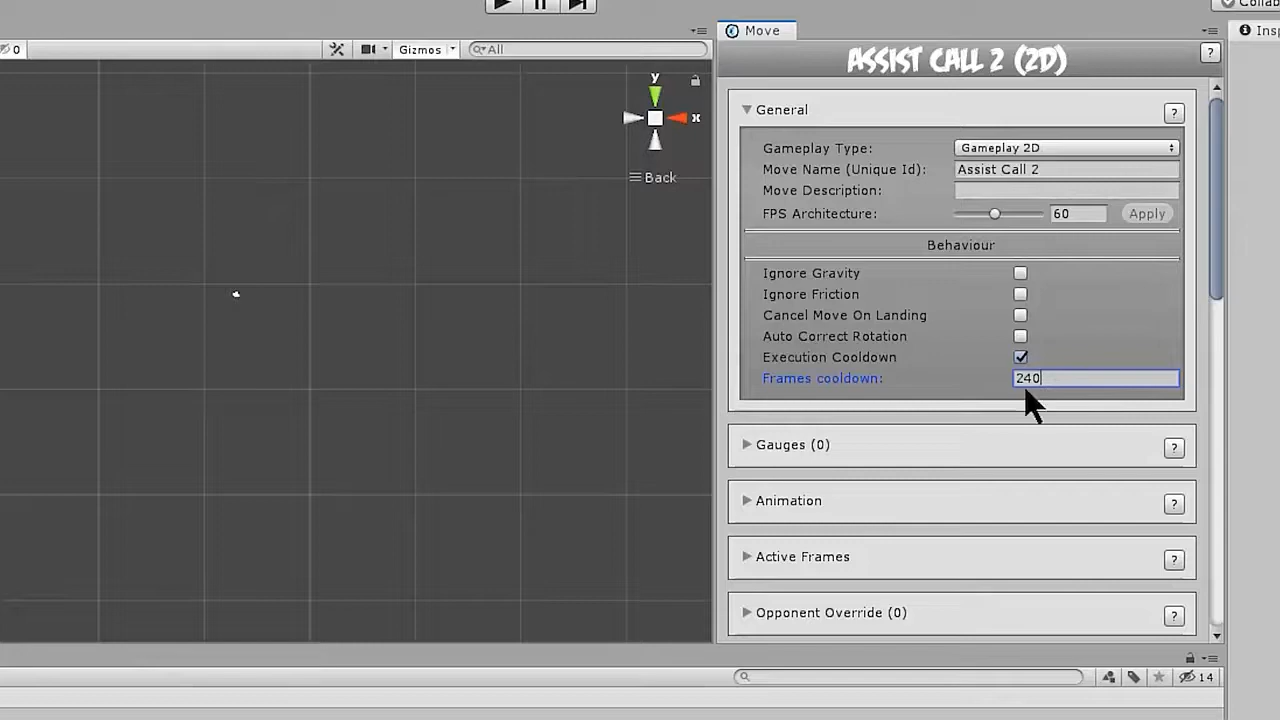 Collab
0
Gizmos
All
Move
Insp
ASSIST CALL 2 (2D)
?
y
x
Back
General
?
Gameplay Type:
Gameplay 2D
Move Name (Unique Id):
Assist Call 2
Move Description:
FPS Architecture:
60
Apply
Behaviour
Ignore Gravity
Ignore Friction
Cancel Move On Landing
Auto Correct Rotation
Execution Cooldown
Frames cooldown:
240
Gauges (0)
?
Animation
?
Active Frames
?
Opponent Override (0)
?
14